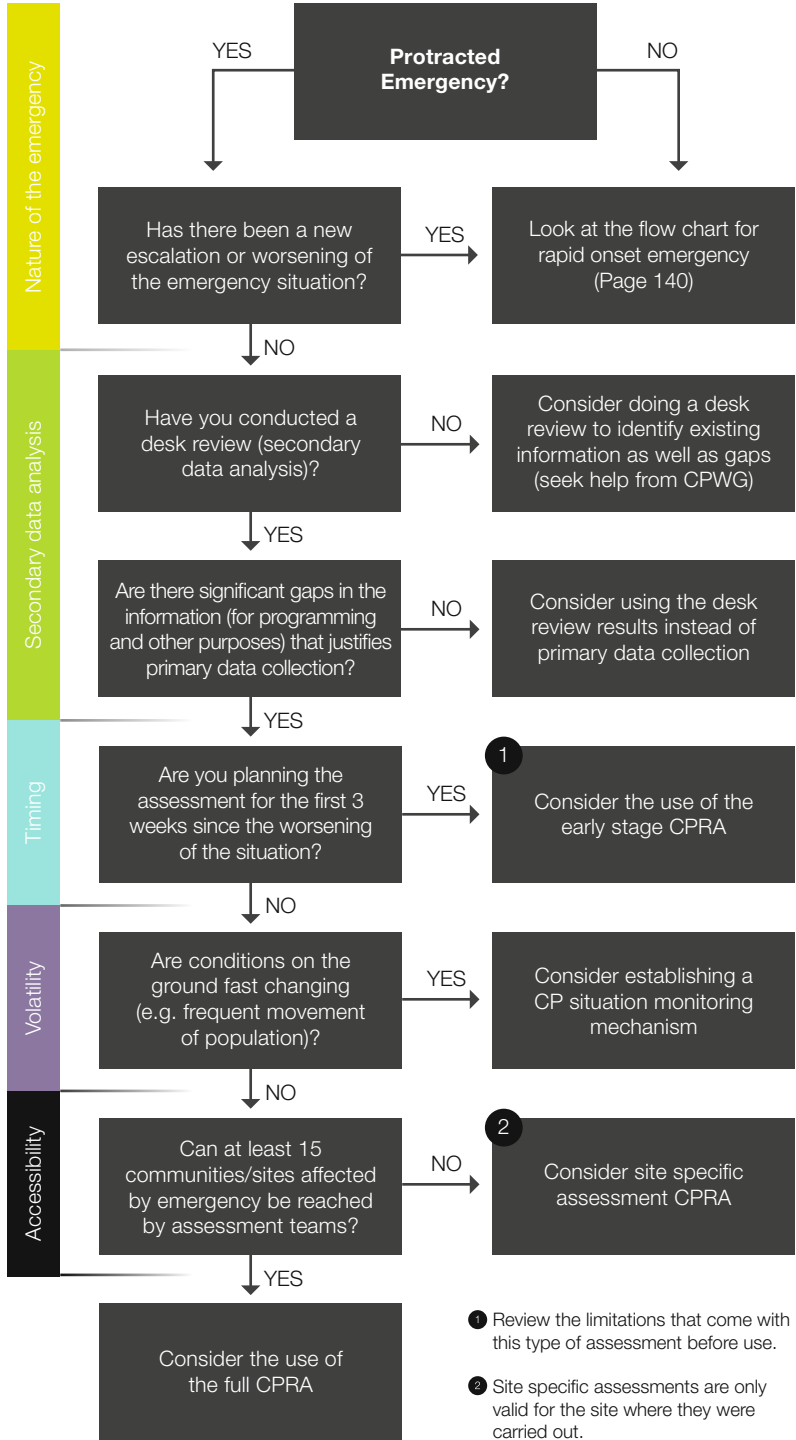 YES
Protracted
Emergency?
NO
Nature of the emergency
Has there been a new
escalation or worsening of
the emergency situation?
YES
Look at the flow chart for
rapid onset emergency
(Page 140)
NO
Secondary data analysis
Have you conducted a
desk review (secondary
data analysis)?
NO
Consider doing a desk
review to identify existing
information as well as gaps
(seek help from CPWG)
YES
Are there significant gaps in the
information (for programming
and other purposes) that justifies
primary data collection?
NO
Consider using the desk
review results instead of
primary data collection
YES
Timing
Are you planning the
assessment for the first 3
weeks since the worsening
of the situation?
YES
1
Consider the use of the
early stage CPRA
NO
Volatility
Are conditions on the
ground fast changing
(e.g. frequent movement
of population)?
YES
Consider establishing a
CP situation monitoring
mechanism
NO
Accessibility
Can at least 15
communities/sites affected
by emergency be reached
by assessment teams?
NO
2
Consider site specific
assessment CPRA
YES
Consider the use of
the full CPRA
1 Review the limitations that come with
this type of assessment before use.
2 Site specific assessments are only
valid for the site where they were
carried out.